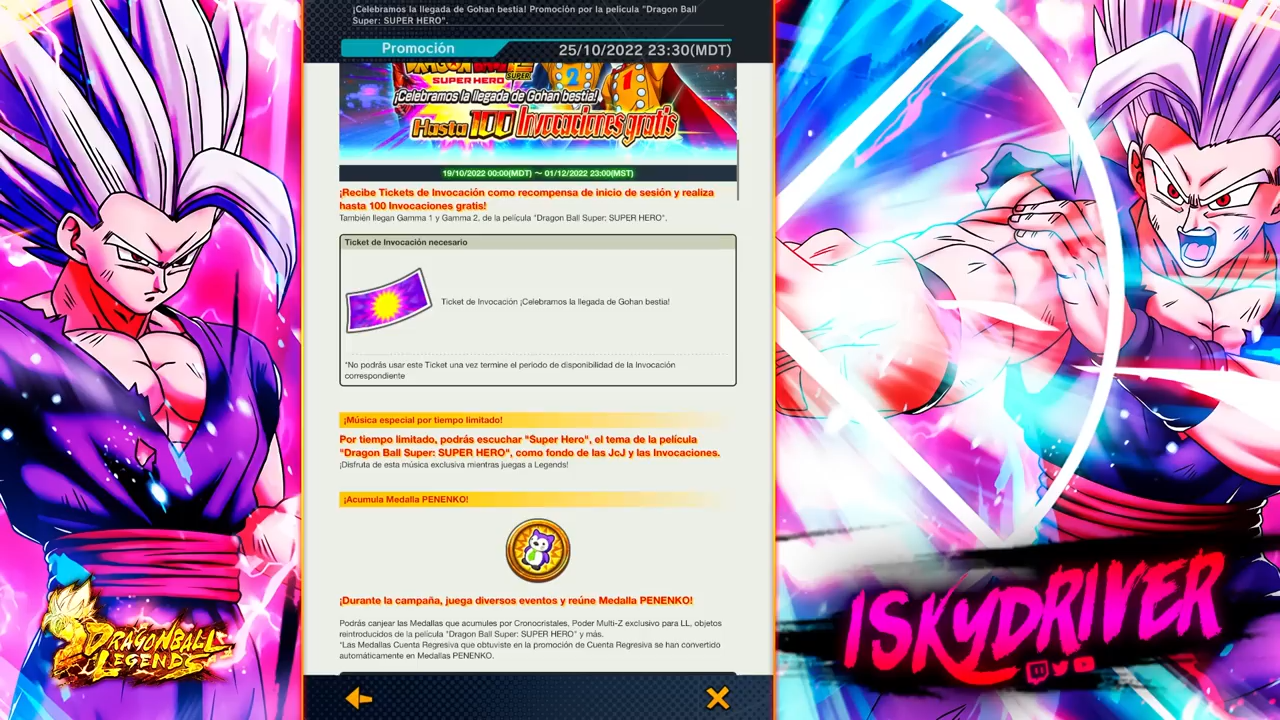 ¡Celebramos la llegada de Gohan bestia! Promoción por la película "Dragon Ball
Super: SUPER HERO".
Promoción
25/10/2022 23:30(MDT)
DRAGON BALL
SUPER
SUPER HERO
2
1
¡Celebramos la llegada de Gohan bestia!
Hasta 100 Invocaciones gratis
19/10/2022 00:00(MDT) ～ 01/12/2022 23:00(MST)
¡Recibe Tickets de Invocación como recompensa de inicio de sesión y realiza
hasta 100 Invocaciones gratis!
También llegan Gamma 1 y Gamma 2, de la película "Dragon Ball Super: SUPER HERO".
Ticket de Invocación necesario
Ticket de Invocación ¡Celebramos la llegada de Gohan bestia!
*No podrás usar este Ticket una vez termine el periodo de disponibilidad de la Invocación
correspondiente
¡Música especial por tiempo limitado!
Por tiempo limitado, podrás escuchar "Super Hero", el tema de la película
"Dragon Ball Super: SUPER HERO", como fondo de las JcJ y las Invocaciones.
¡Disfruta de esta música exclusiva mientras juegas a Legends!
¡Acumula Medalla PENENKO!
¡Durante la campaña, juega diversos eventos y reúne Medalla PENENKO!
Podrás canjear las Medallas que acumules por Cronocristales, Poder Multi-Z exclusivo para LL, objetos
reintroducidos de la película "Dragon Ball Super: SUPER HERO" y más.
*Las Medallas Cuenta Regresiva que obtuviste en la promoción de Cuenta Regresiva se han convertido
automáticamente en Medallas PENENKO.
DRAGONBALL
LEGENDS
ISKYDRIVER